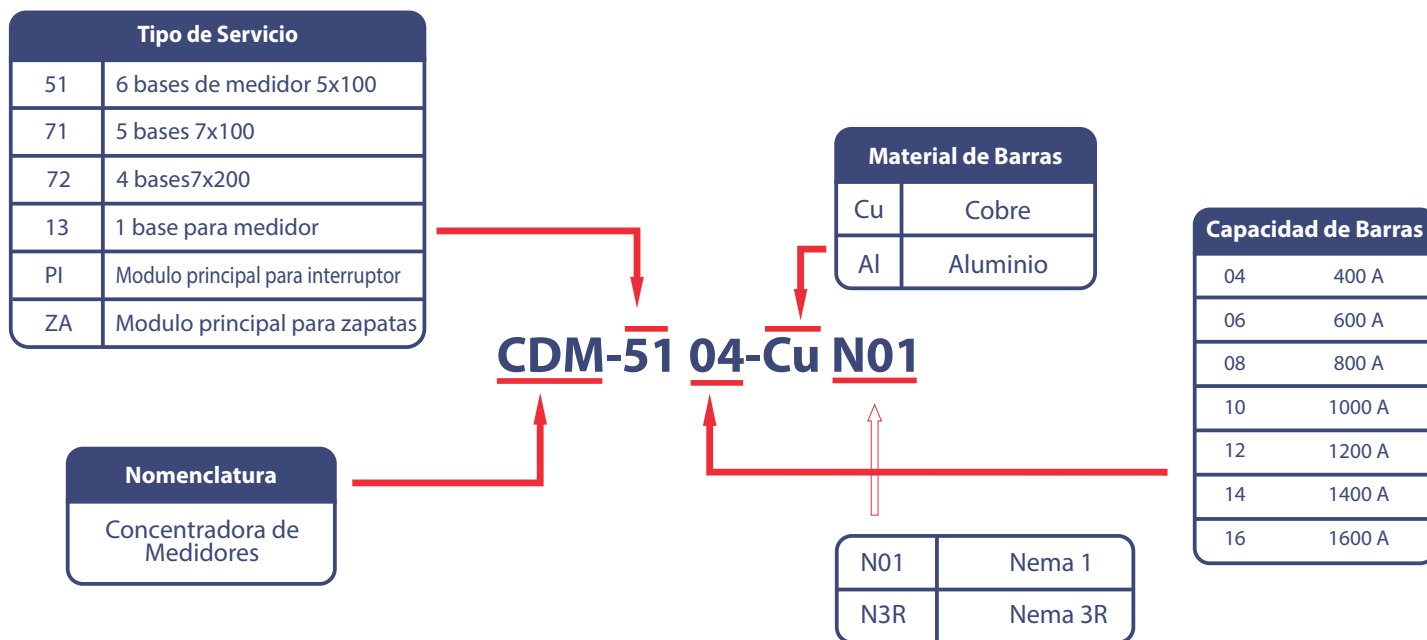 Tipo de Servicio
51 6 bases de medidor 5x100
71 5 bases 7x100
72 4 bases7x200
13 1 base para medidor
PI Modulo principal para interruptor
ZA Modulo principal para zapatas
Material de Barras
Cu Cobre
Al Aluminio
Capacidad de Barras
04 400 A
06 600 A
08 800 A
10 1000 A
12 1200 A
14 1400 A
16 1600 A
CDM-51 04-Cu N01
Nomenclatura
Concentradora de
Medidores
N01 Nema 1
N3R Nema 3R